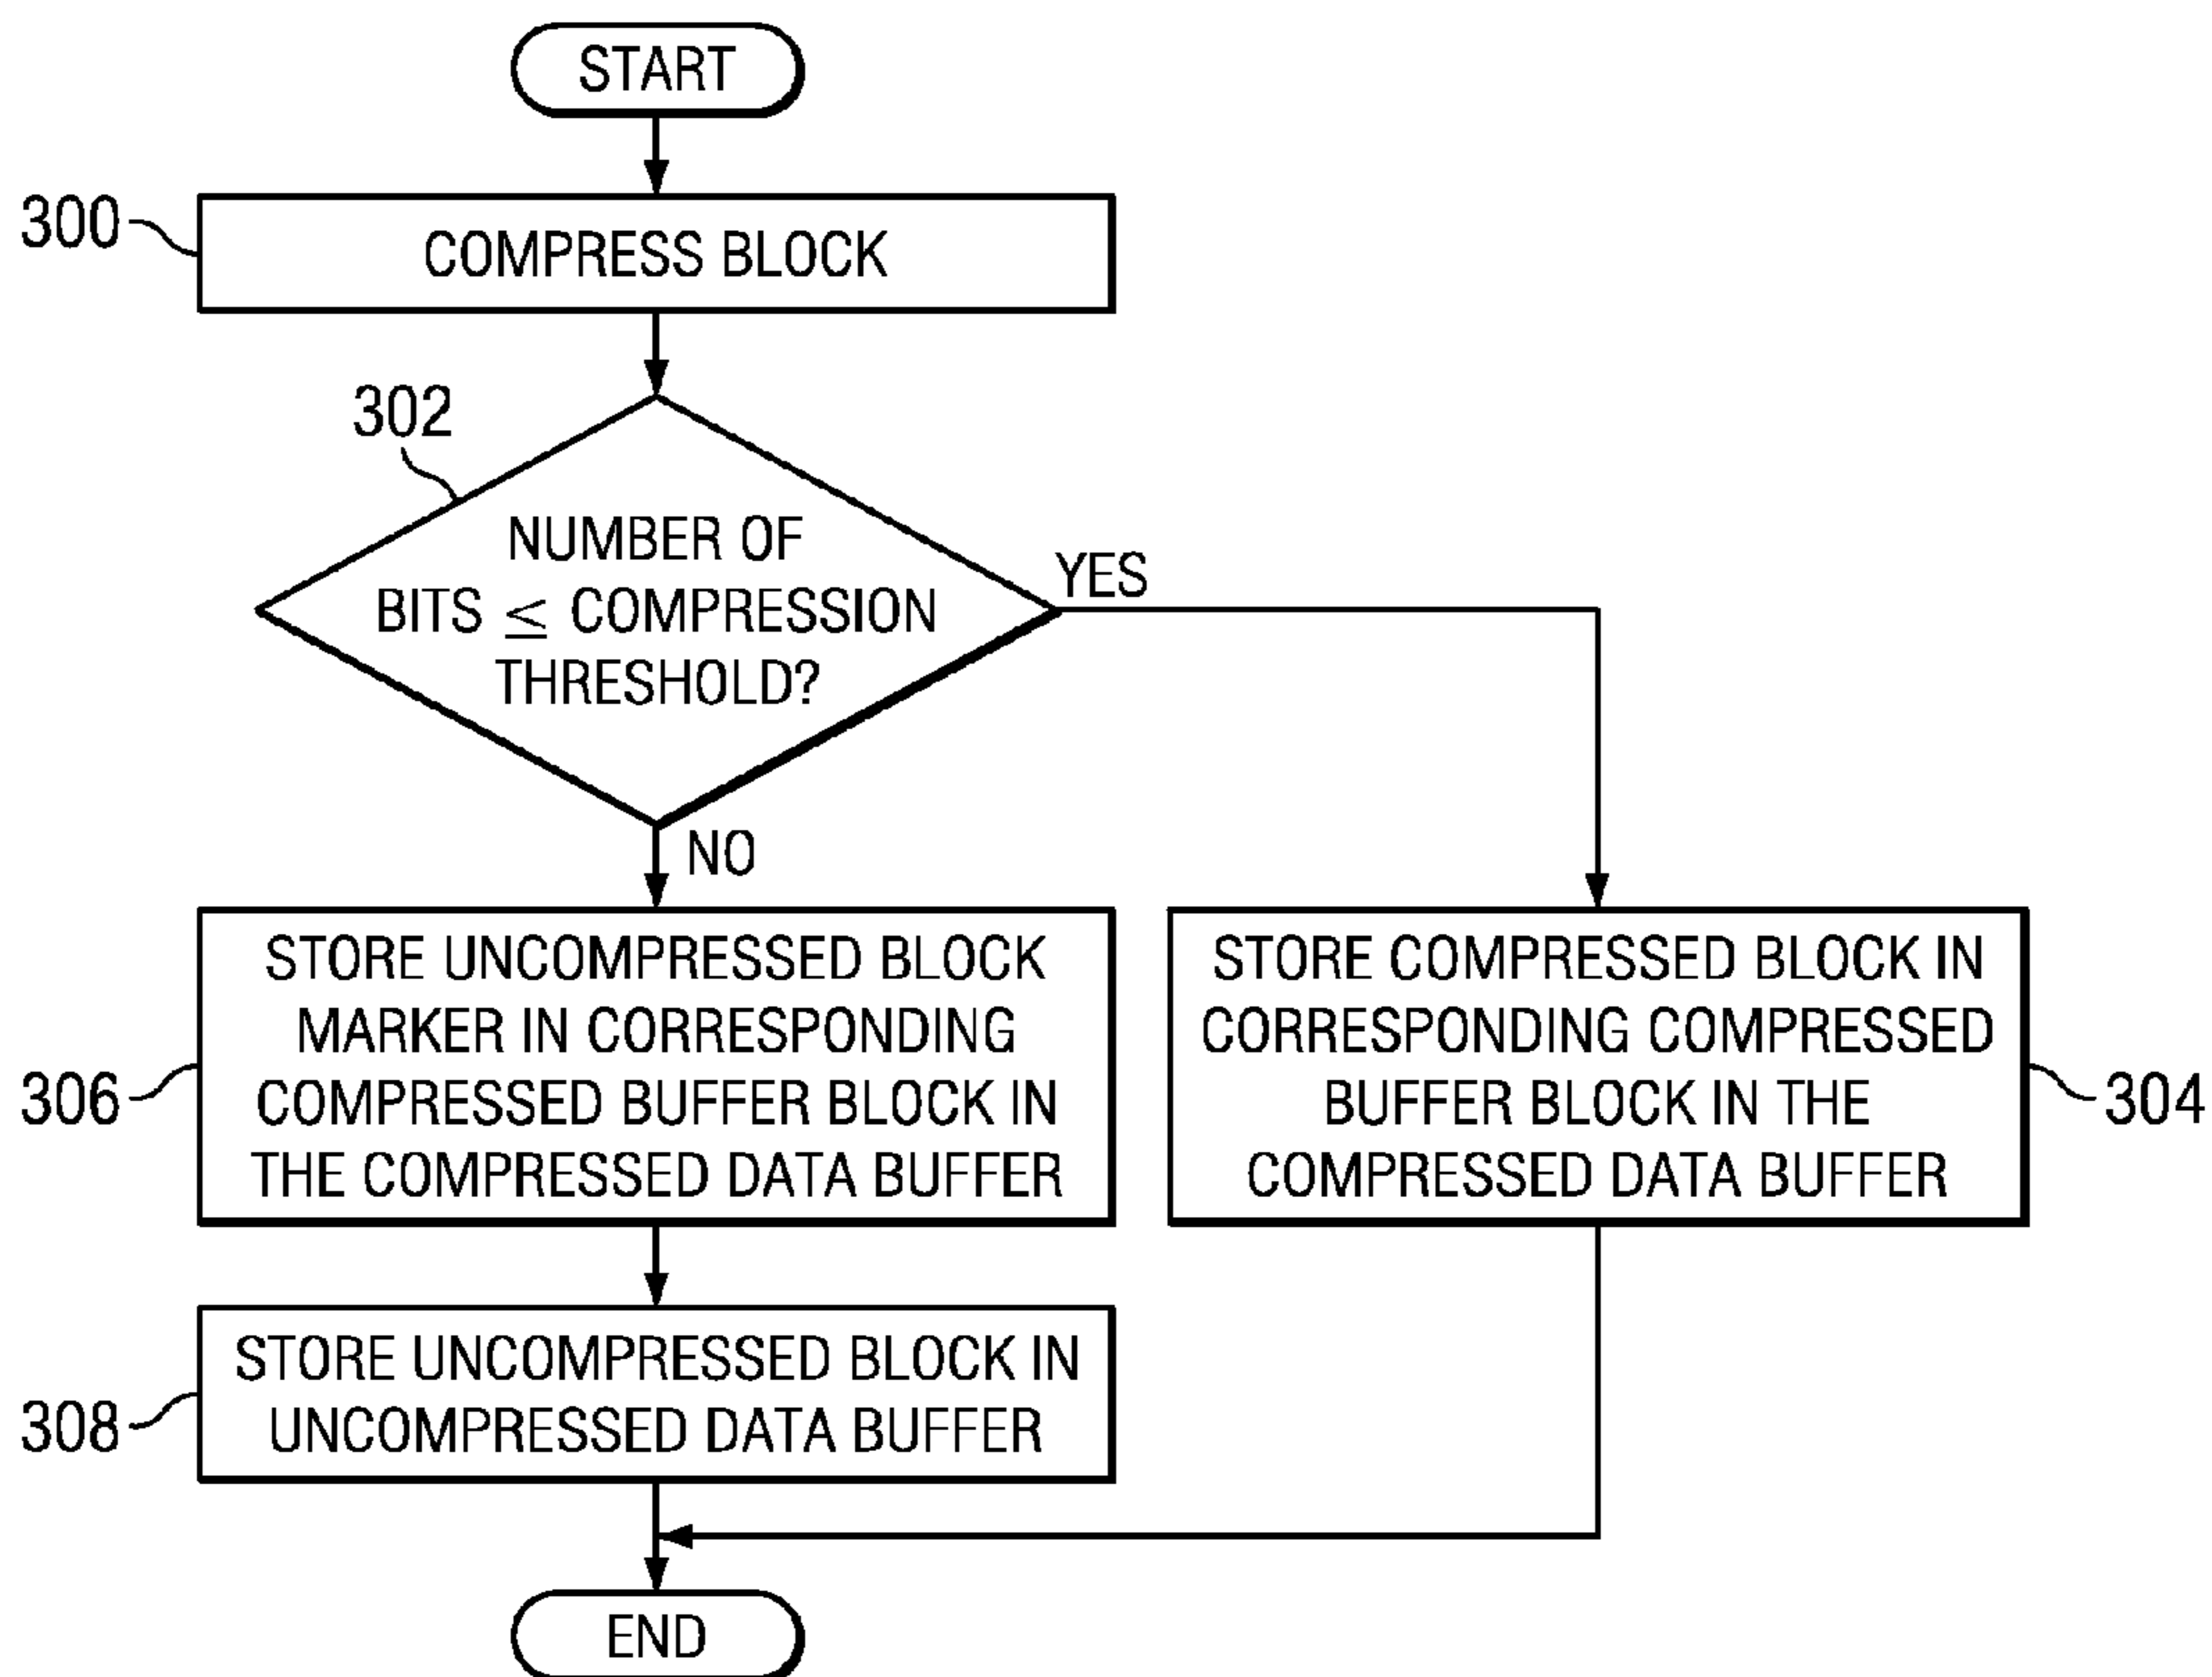 START
300
COMPRESS BLOCK
302
NUMBER OF
BITS ≤ COMPRESSION
THRESHOLD?
YES
NO
STORE UNCOMPRESSED BLOCK
MARKER IN CORRESPONDING
COMPRESSED BUFFER BLOCK IN
THE COMPRESSED DATA BUFFER
306
STORE COMPRESSED BLOCK IN
CORRESPONDING COMPRESSED
BUFFER BLOCK IN THE
COMPRESSED DATA BUFFER
304
STORE UNCOMPRESSED BLOCK IN
UNCOMPRESSED DATA BUFFER
308
END